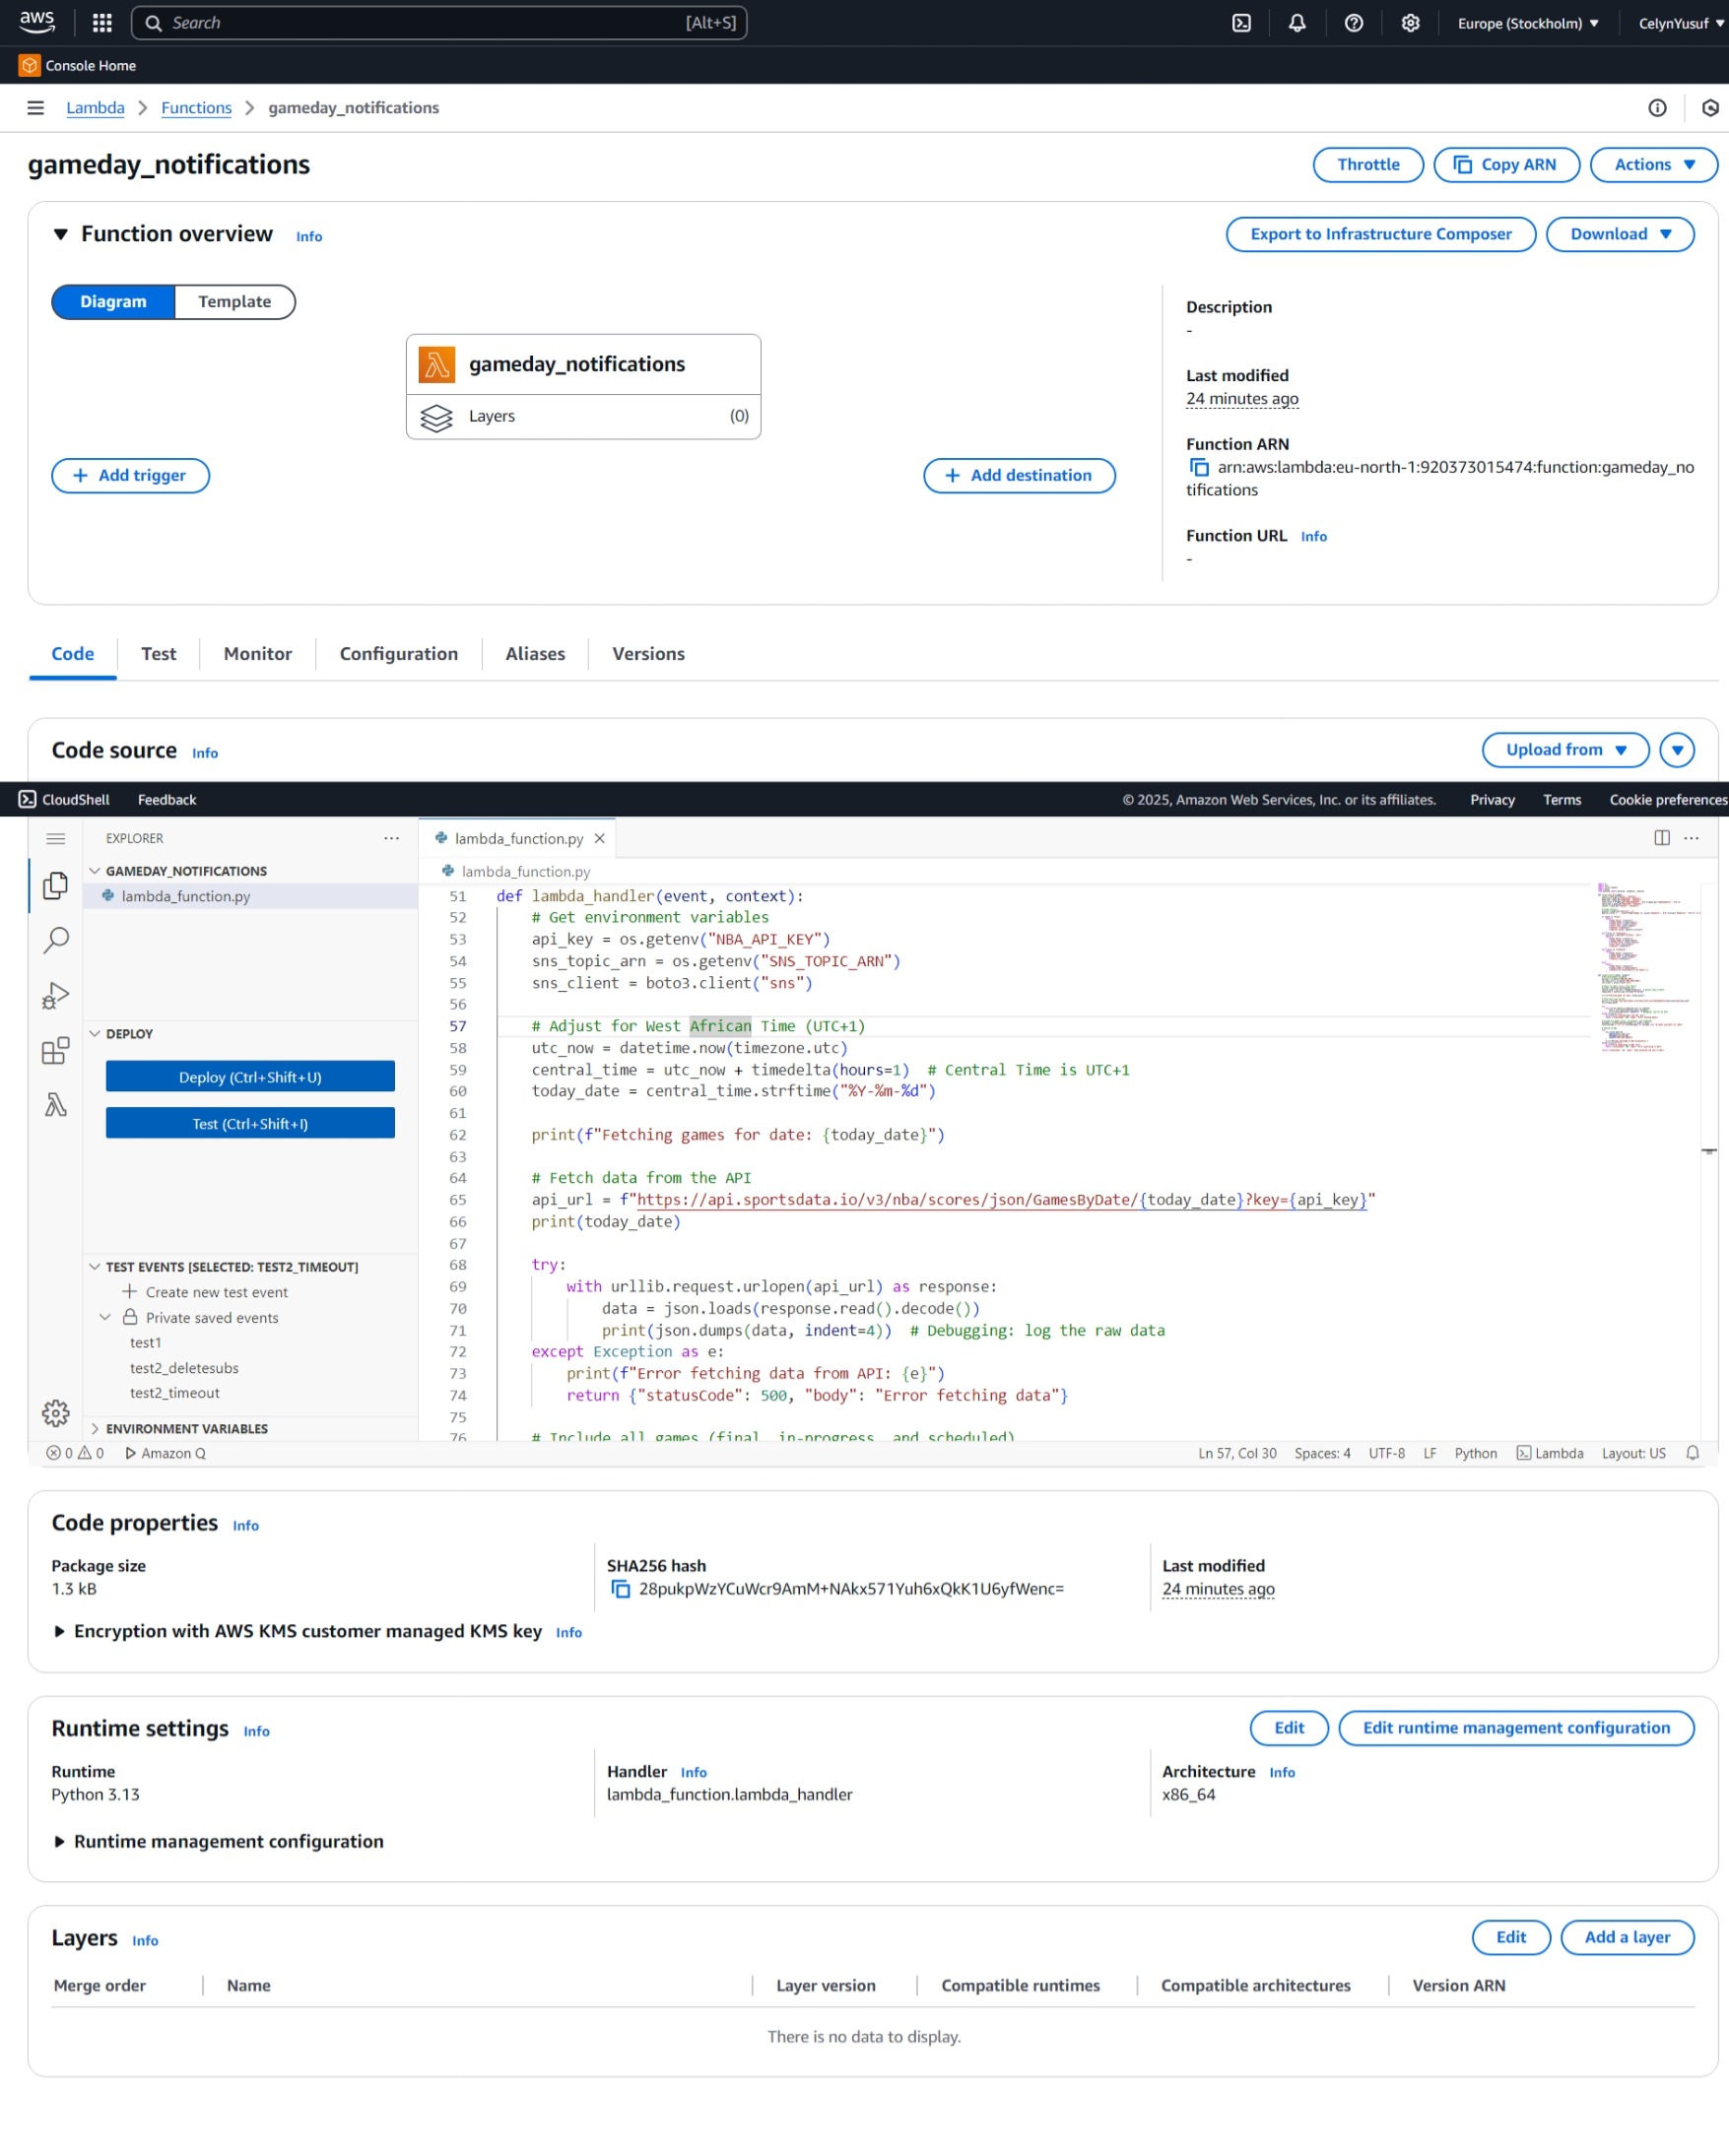 aws
Search [Alt+S]
Europe (Stockholm)
CelynYusuf
Console Home
Lambda
Functions
gameday_notifications
gameday_notifications
Throttle
Copy ARN
Actions
Function overview
Info
Export to Infrastructure Composer
Download
Diagram
Template
gameday_notifications
Layers
(0)
+ Add trigger
+ Add destination
Description
-
Last modified
24 minutes ago
Function ARN
arn:aws:lambda:eu-north-1:920373015474:function:gameday_no
tifications
Function URL Info
-
Code
Test
Monitor
Configuration
Aliases
Versions
Code source Info
Upload from
CloudShell
Feedback
© 2025, Amazon Web Services, Inc. or its affiliates.
Privacy
Terms
Cookie preferences
EXPLORER
GAMEDAY_NOTIFICATIONS
lambda_function.py
DEPLOY
Deploy (Ctrl+Shift+U)
Test (Ctrl+Shift+I)
TEST EVENTS [SELECTED: TEST2_TIMEOUT]
Create new test event
Private saved events
test1
test2_deletesubs
test2_timeout
ENVIRONMENT VARIABLES
lambda_function.py
lambda_function.py
51 def lambda_handler(event, context):
52     # Get environment variables
53     api_key = os.getenv("NBA_API_KEY")
54     sns_topic_arn = os.getenv("SNS_TOPIC_ARN")
55     sns_client = boto3.client("sns")
56
57     # Adjust for West African Time (UTC+1)
58     utc_now = datetime.now(timezone.utc)
59     central_time = utc_now + timedelta(hours=1)  # Central Time is UTC+1
60     today_date = central_time.strftime("%Y-%m-%d")
61
62     print(f"Fetching games for date: {today_date}")
63
64     # Fetch data from the API
65     api_url = f"https://api.sportsdata.io/v3/nba/scores/json/GamesByDate/{today_date}?key={api_key}"
66     print(today_date)
67
68     try:
69         with urllib.request.urlopen(api_url) as response:
70             data = json.loads(response.read().decode())
71             print(json.dumps(data, indent=4))  # Debugging: log the raw data
72     except Exception as e:
73         print(f"Error fetching data from API: {e}")
74         return {"statusCode": 500, "body": "Error fetching data"}
75
76     # Include all games (final, in-progress, and scheduled)
0 0
Amazon Q
Ln 57, Col 30
Spaces: 4
UTF-8
LF
Python
Lambda
Layout: US
Code properties Info
Package size
1.3 kB
SHA256 hash
28pukpWzYCuWcr9AmM+NAkx571Yuh6xQkK1U6yfWenc=
Last modified
24 minutes ago
Encryption with AWS KMS customer managed KMS key Info
Runtime settings Info
Edit
Edit runtime management configuration
Runtime
Python 3.13
Handler Info
lambda_function.lambda_handler
Architecture Info
x86_64
Runtime management configuration
Layers Info
Edit
Add a layer
Merge order
Name
Layer version
Compatible runtimes
Compatible architectures
Version ARN
There is no data to display.